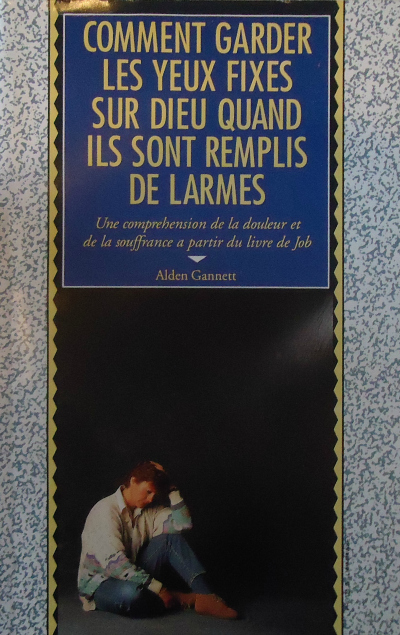 COMMENT GARDER
LES YEUX FIXES
SUR DIEU QUAND
ILS SONT REMPLIS
DE LARMES
Une comprehension de la douleur et
de la souffrance a partir du livre de Job
Alden Gannett